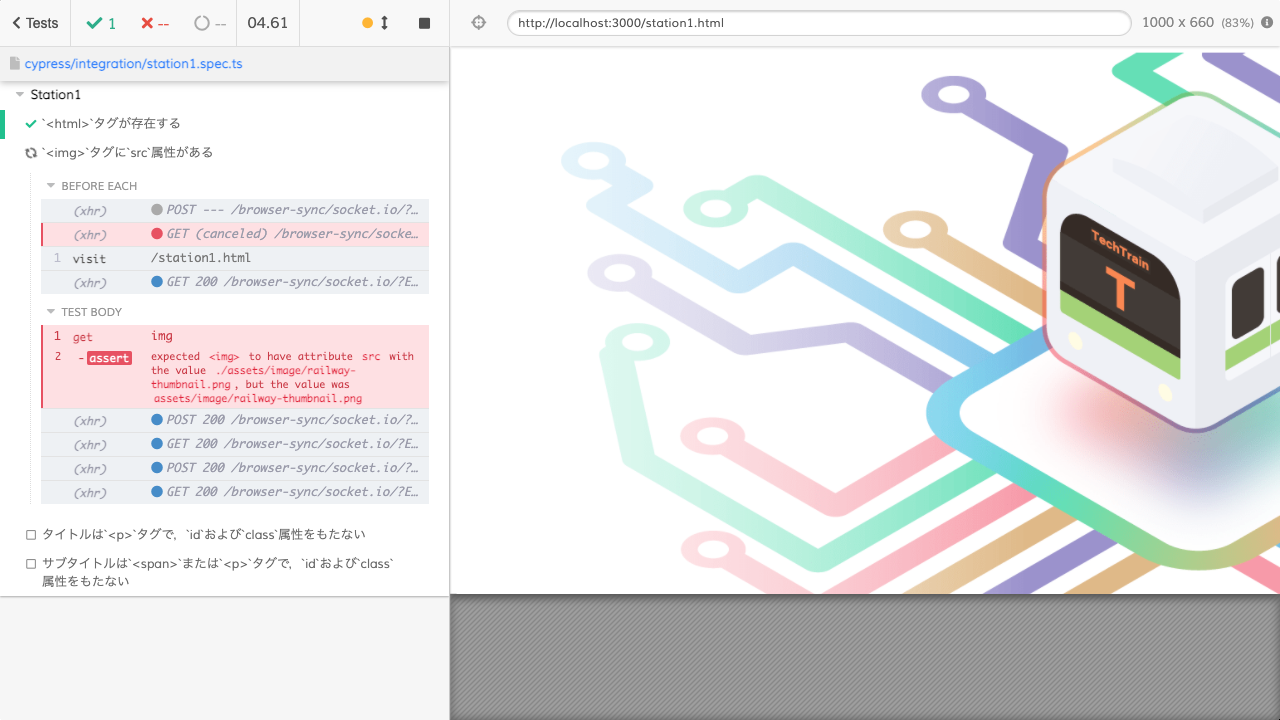 Tests
1
--
--
04.61
http://localhost:3000/station1.html
1000 x 660 (83%)
cypress/integration/station1.spec.ts
Station1
`<html>`タグが存在する
`<img>`タグに`src`属性がある
BEFORE EACH
(xhr) POST --- /browser-sync/socket.io/?…
(xhr) GET (canceled) /browser-sync/socke…
1 visit /station1.html
(xhr) GET 200 /browser-sync/socket.io/?E…
TEST BODY
1 get img
2 -assert expected <img> to have attribute src with
the value ./assets/image/railway-
thumbnail.png, but the value was
assets/image/railway-thumbnail.png
(xhr) POST 200 /browser-sync/socket.io/?…
(xhr) GET 200 /browser-sync/socket.io/?E…
(xhr) POST 200 /browser-sync/socket.io/?…
(xhr) GET 200 /browser-sync/socket.io/?E…
タイトルは`<p>`タグで，`id`および`class`属性をもたない
サブタイトルは`<span>`または`<p>`タグで，`id`および`class`
属性をもたない
TechTrain
T